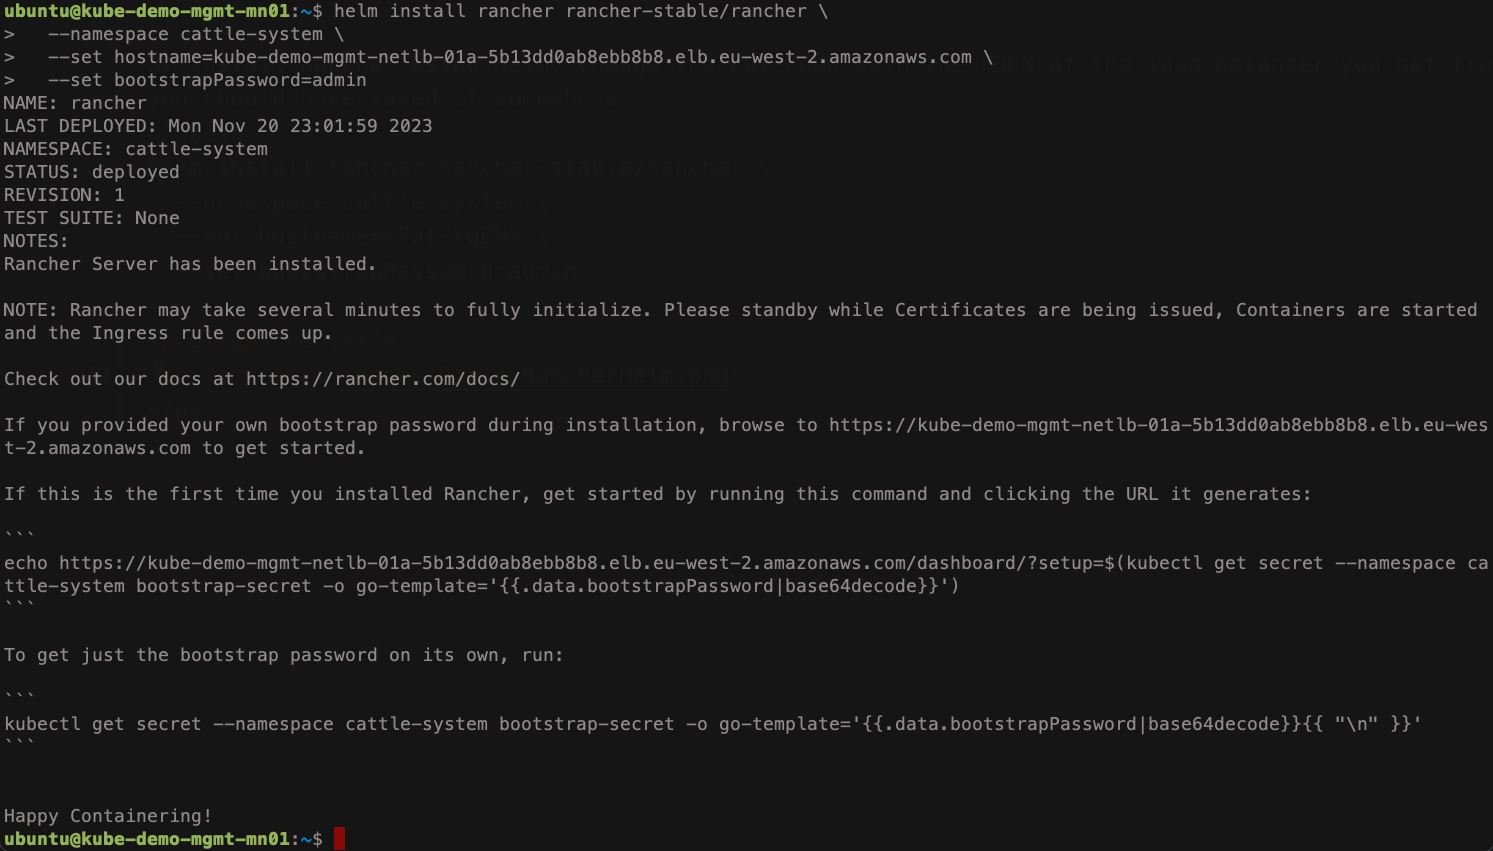 ubuntu@kube-demo-mgmt-mn01:~$ helm install rancher rancher-stable/rancher \
>   --namespace cattle-system \
>   --set hostname=kube-demo-mgmt-netlb-01a-5b13dd0ab8ebb8b8.elb.eu-west-2.amazonaws.com \
>   --set bootstrapPassword=admin
NAME: rancher
LAST DEPLOYED: Mon Nov 20 23:01:59 2023
NAMESPACE: cattle-system
STATUS: deployed
REVISION: 1
TEST SUITE: None
NOTES:
Rancher Server has been installed.

NOTE: Rancher may take several minutes to fully initialize. Please standby while Certificates are being issued, Containers are started
and the Ingress rule comes up.

Check out our docs at https://rancher.com/docs/

If you provided your own bootstrap password during installation, browse to https://kube-demo-mgmt-netlb-01a-5b13dd0ab8ebb8b8.elb.eu-wes
t-2.amazonaws.com to get started.

If this is the first time you installed Rancher, get started by running this command and clicking the URL it generates:

```
echo https://kube-demo-mgmt-netlb-01a-5b13dd0ab8ebb8b8.elb.eu-west-2.amazonaws.com/dashboard/?setup=$(kubectl get secret --namespace ca
ttle-system bootstrap-secret -o go-template='{{.data.bootstrapPassword|base64decode}}')
```

To get just the bootstrap password on its own, run:

```
kubectl get secret --namespace cattle-system bootstrap-secret -o go-template='{{.data.bootstrapPassword|base64decode}}{{ "\n" }}'
```

Happy Containering!
ubuntu@kube-demo-mgmt-mn01:~$